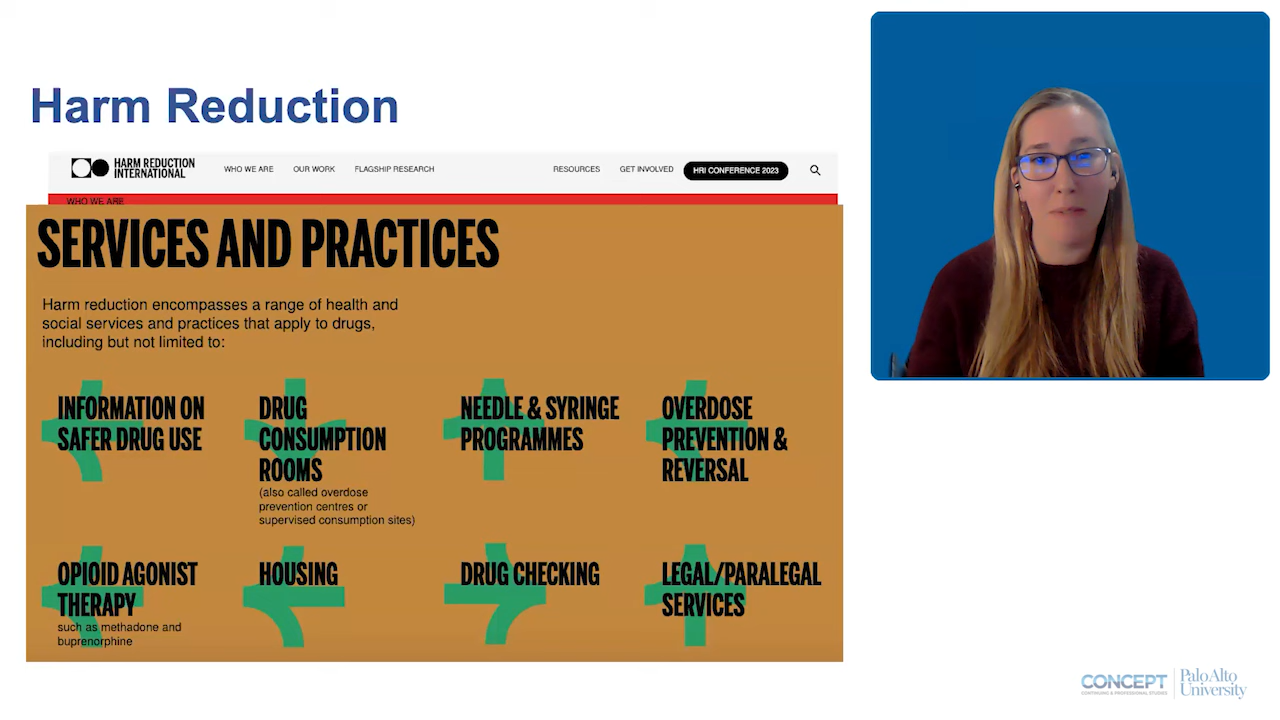 Harm Reduction
HARM REDUCTION
INTERNATIONAL
WHO WE ARE
OUR WORK
FLAGSHIP RESEARCH
RESOURCES
GET INVOLVED
HRI CONFERENCE 2023
WHO WE ARE
SERVICES AND PRACTICES
Harm reduction encompasses a range of health and
social services and practices that apply to drugs,
including but not limited to:
INFORMATION ON
SAFER DRUG USE
DRUG
CONSUMPTION
ROOMS
(also called overdose
prevention centres or
supervised consumption sites)
NEEDLE & SYRINGE
PROGRAMMES
OVERDOSE
PREVENTION &
REVERSAL
OPIOID AGONIST
THERAPY
such as methadone and
buprenorphine
HOUSING
DRUG CHECKING
LEGAL/PARALEGAL
SERVICES
CONCEPT
CONTINUING & PROFESSIONAL STUDIES
Palo Alto
University